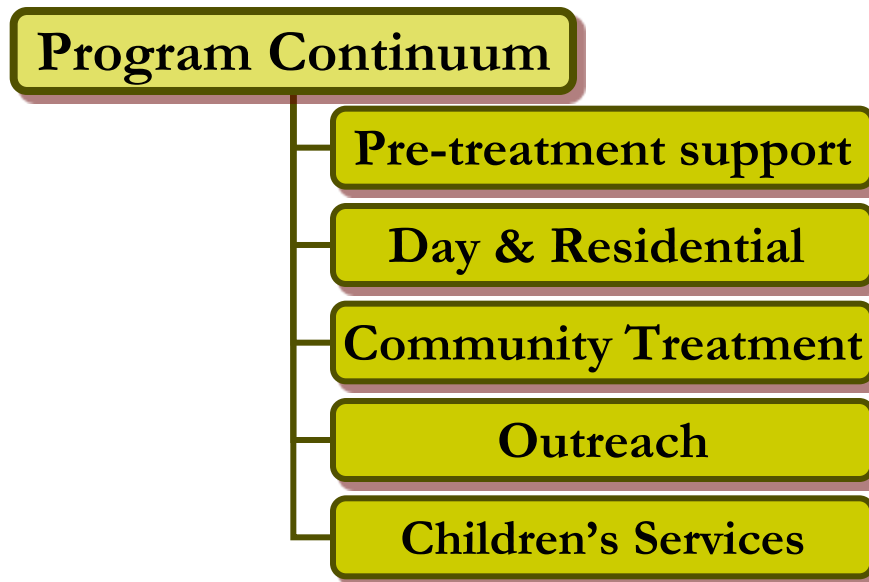 Program Continuum
Pre-treatment support
Day & Residential
Community Treatment
Outreach
Children’s Services